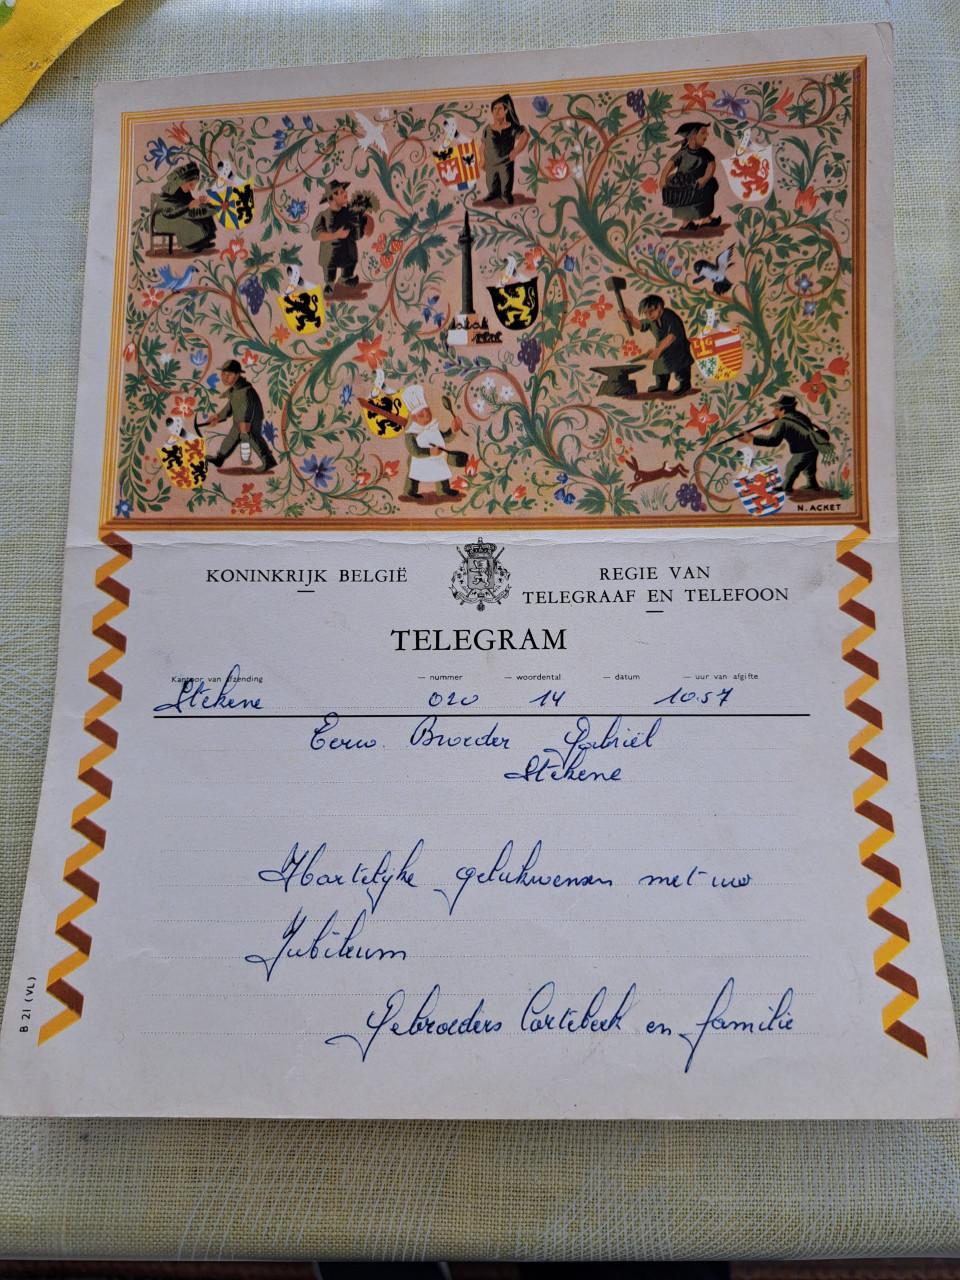 N. ACKET
KONINKRIJK BELGIË
REGIE VAN
TELEGRAAF EN TELEFOON
TELEGRAM
Kantoor van afzending — nummer — woordental — datum — uur van afgifte
Stekene 020 14 10.57
Eerw. Broeder Gabriël
Stekene
Hartelijke gelukwensen met uw
Jubileum
Gebroeders Cortebeek en familie
B 21 (VL)